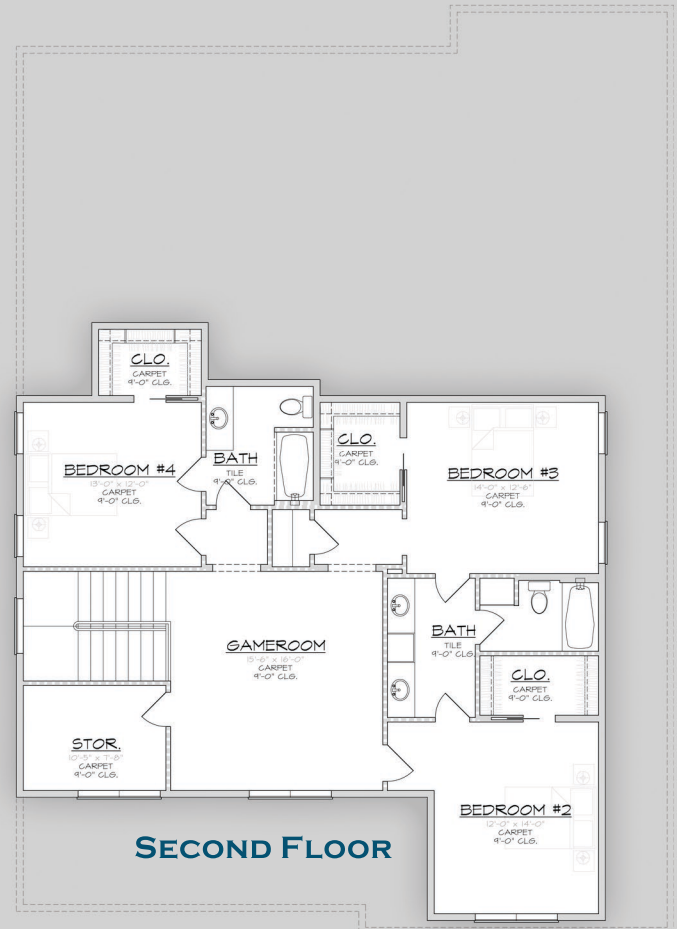 CLO.
CARPET
9'-0" CLG.
BEDROOM #4
13'-0" x 12'-0"
CARPET
9'-0" CLG.
BATH
TILE
9'-0" CLG.
CLO.
CARPET
9'-0" CLG.
BEDROOM #3
14'-0" x 12'-6"
CARPET
9'-0" CLG.
GAMEROOM
15'-6" x 16'-0"
CARPET
9'-0" CLG.
BATH
TILE
9'-0" CLG.
CLO.
CARPET
9'-0" CLG.
STOR.
10'-5" x 7'-8"
CARPET
9'-0" CLG.
BEDROOM #2
12'-0" x 14'-0"
CARPET
9'-0" CLG.
SECOND FLOOR